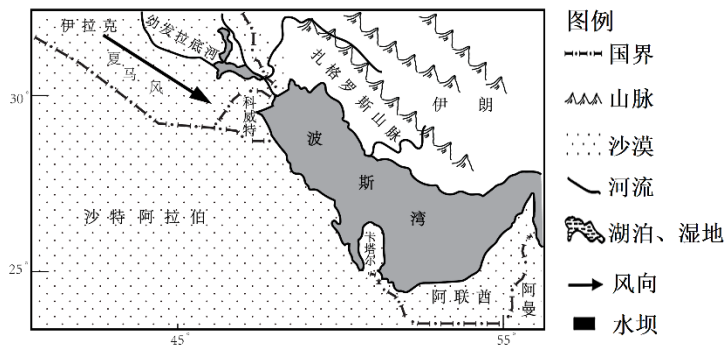 伊拉克
幼发拉底河
夏马风
30°
科威特
扎格罗斯山脉
伊朗
波斯湾
沙特阿拉伯
卡塔尔
25°
阿联酋
阿曼
45°
55°
图例
国界
山脉
沙漠
河流
湖泊、湿地
风向
水坝